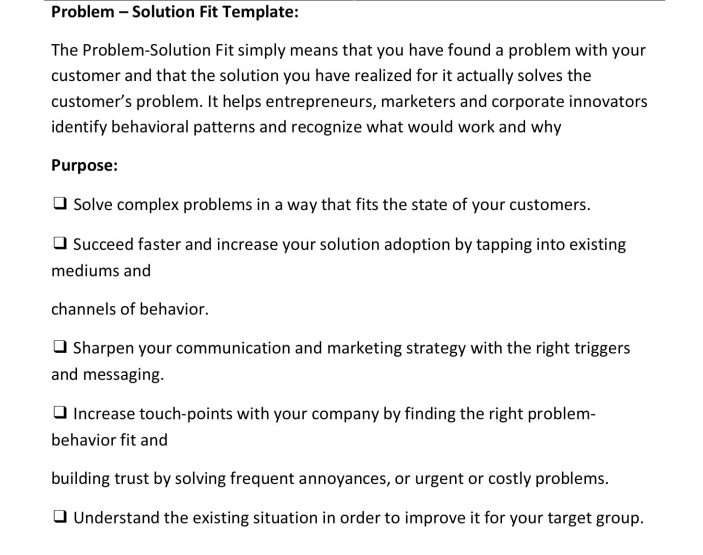 Problem – Solution Fit Template:
The Problem-Solution Fit simply means that you have found a problem with your
customer and that the solution you have realized for it actually solves the
customer’s problem. It helps entrepreneurs, marketers and corporate innovators
identify behavioral patterns and recognize what would work and why
Purpose:
❑ Solve complex problems in a way that fits the state of your customers.
❑ Succeed faster and increase your solution adoption by tapping into existing
mediums and
channels of behavior.
❑ Sharpen your communication and marketing strategy with the right triggers
and messaging.
❑ Increase touch-points with your company by finding the right problem-
behavior fit and
building trust by solving frequent annoyances, or urgent or costly problems.
❑ Understand the existing situation in order to improve it for your target group.